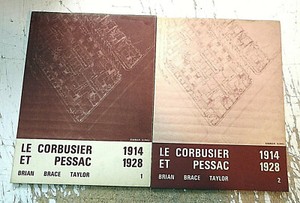 LE CORBUSIER 1914
ET PESSAC 1928
BRIAN BRACE TAYLOR 1
LE CORBUSIER 1914
ET PESSAC 1928
BRIAN BRACE TAYLOR 2